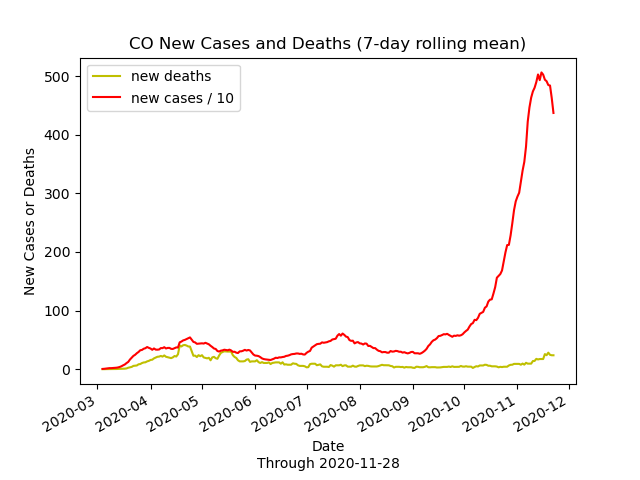 CO New Cases and Deaths (7-day rolling mean)
new deaths
new cases / 10
New Cases or Deaths
500
400
300
200
100
0
2020-03
2020-04
2020-05
2020-06
2020-07
2020-08
2020-09
2020-10
2020-11
2020-12
Date
Through 2020-11-28